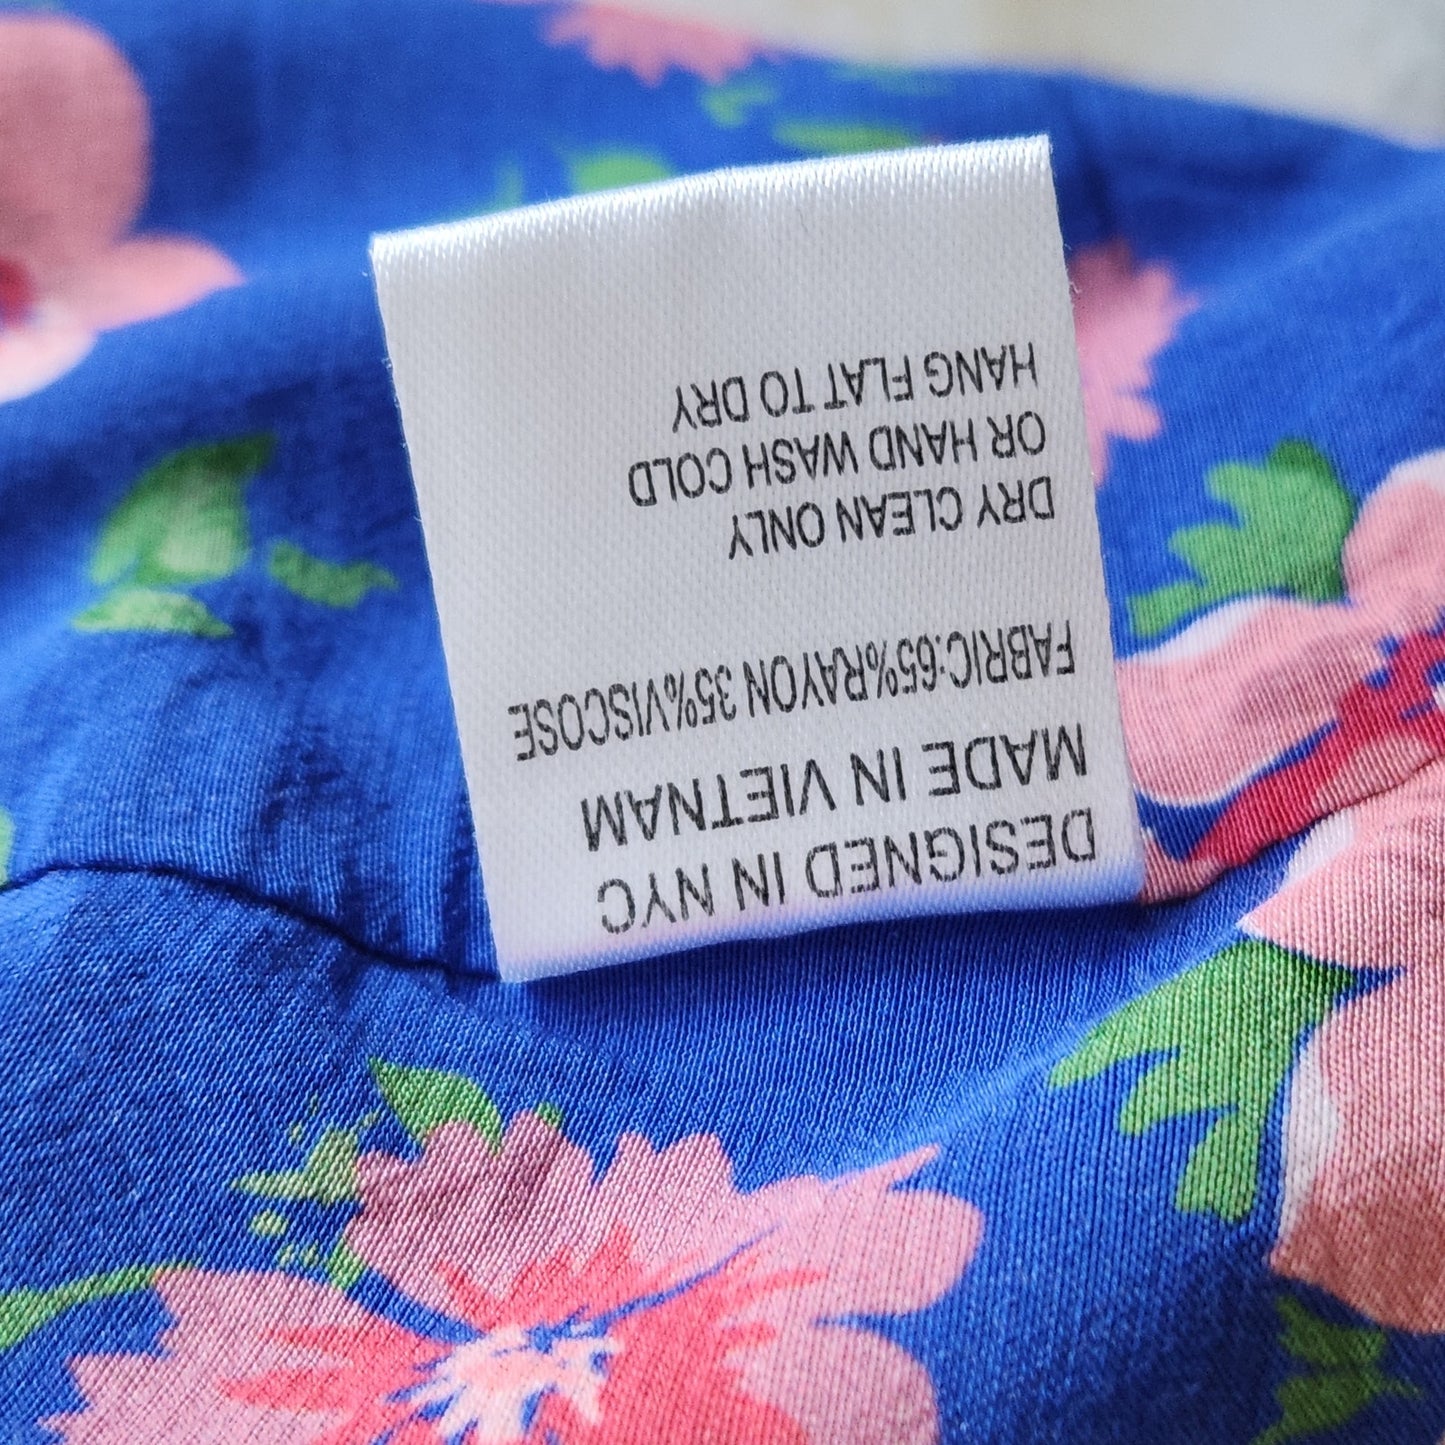 DESIGNED IN NYC
MADE IN VIETNAM
FABRIC:65%RAYON 35%VISCOSE
DRY CLEAN ONLY
OR HAND WASH COLD
HANG FLAT TO DRY